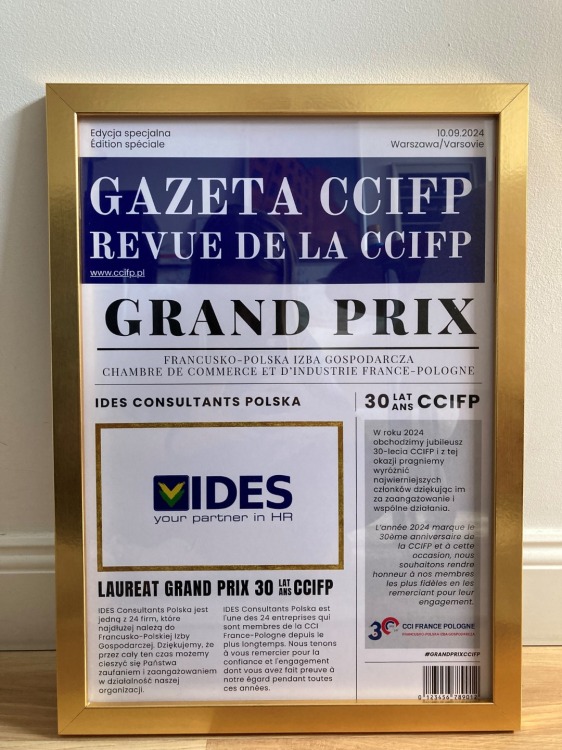 Edycja specjalna
Édition spéciale
10.09.2024
Warszawa/Varsovie
GAZETA CCIFP
REVUE DE LA CCIFP
www.ccifp.pl
GRAND PRIX
FRANCUSKO-POLSKA IZBA GOSPODARCZA
CHAMBRE DE COMMERCE ET D'INDUSTRIE FRANCE-POLOGNE
IDES CONSULTANTS POLSKA
IDES
your partner in HR
LAUREAT GRAND PRIX 30 LAT ANS CCIFP
IDES Consultants Polska jest
jedną z 24 firm, które
najdłużej należą do
Francusko-Polskiej Izby
Gospodarczej. Dziękujemy, że
przez cały ten czas możemy
cieszyć się Państwa
zaufaniem i zaangażowaniem
w działalność naszej
organizacji.
IDES Consultants Polska est
l'une des 24 entreprises qui
sont membres de la CCI
France-Pologne depuis le
plus longtemps. Nous tenons
à vous remercier pour la
confiance et l'engagement
dont vous avez fait preuve à
notre égard pendant toutes
ces années.
30 LAT ANS CCIFP
W roku 2024
obchodzimy jubileusz
30-lecia CCIFP i z tej
okazji pragniemy
wyróżnić
najwierniejszych
członków dziękując im
za zaangażowanie i
wspólne działania.
L'année 2024 marque le
30ème anniversaire de
la CCIFP et à cette
occasion, nous
souhaitons rendre
honneur à nos membres
les plus fidèles en les
remerciant pour leur
engagement.
30 CCI FRANCE POLOGNE
FRANCUSKO-POLSKA IZBA GOSPODARCZA
#GRANDPRIXCCIFP
0 123456 789012